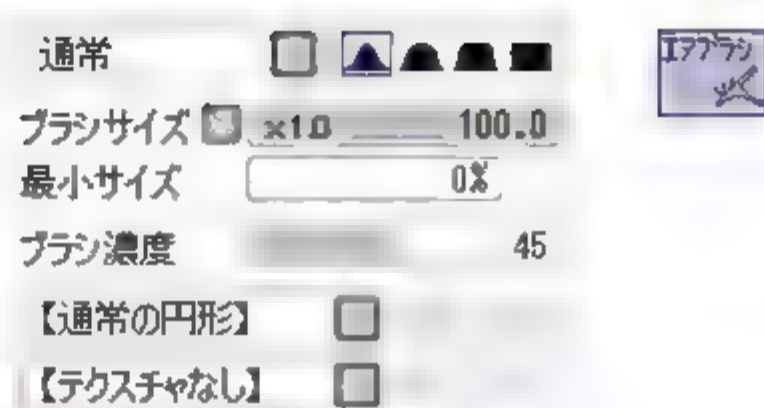 通常
エアブラシ
ブラシサイズ x1.0 100.0
最小サイズ 0%
ブラシ濃度 45
【通常の円形】
【テクスチャなし】